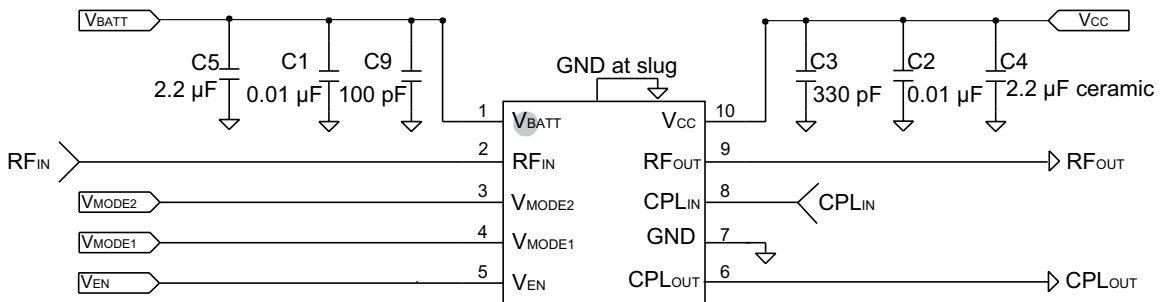 VBATT
VCC
C5
2.2 µF
C1
0.01 µF
C9
100 pF
GND at slug
C3
330 pF
C2
0.01 µF
C4
2.2 µF ceramic
1
VBATT
VCC
10
RFIN
2
RFIN
RFOUT
9
RFOUT
VMODE2
3
VMODE2
CPLIN
8
CPLIN
VMODE1
4
VMODE1
GND
7
VEN
5
VEN
CPLOUT
6
CPLOUT